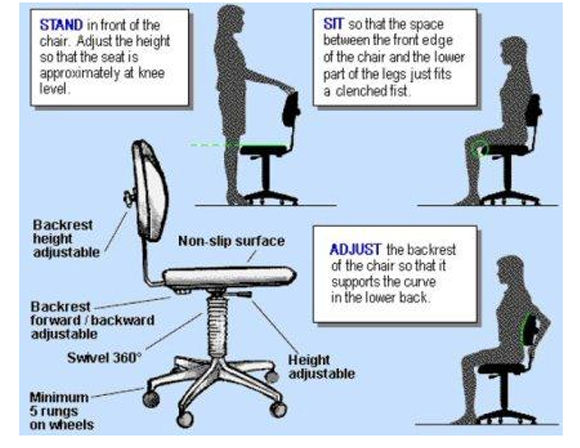 STAND in front of the
chair. Adjust the height
so that the seat is
approximately at knee
level.
SIT so that the space
between the front edge
of the chair and the lower
part of the legs just fits
a clenched fist.
Backrest
height
adjustable
Non-slip surface
ADJUST the backrest
of the chair so that it
supports the curve
in the lower back.
Backrest
forward / backward
adjustable
Swivel 360°
Height
adjustable
Minimum
5 rungs
on wheels